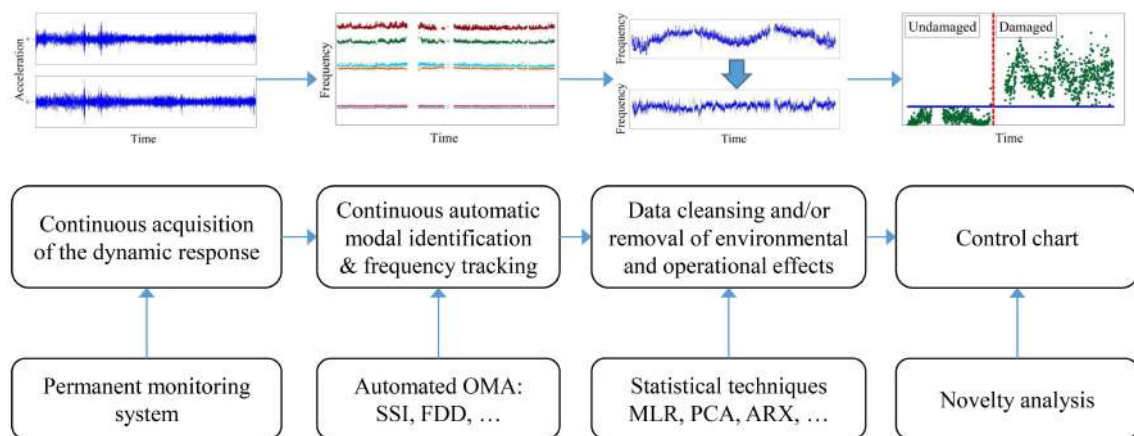 Acceleration
0
0
Time
Frequency
Time
Frequency
Frequency
Time
Undamaged
Damaged
Time
Continuous acquisition
of the dynamic response
Continuous automatic
modal identification
& frequency tracking
Data cleansing and/or
removal of environmental
and operational effects
Control chart
Permanent monitoring
system
Automated OMA:
SSI, FDD, …
Statistical techniques
MLR, PCA, ARX, …
Novelty analysis